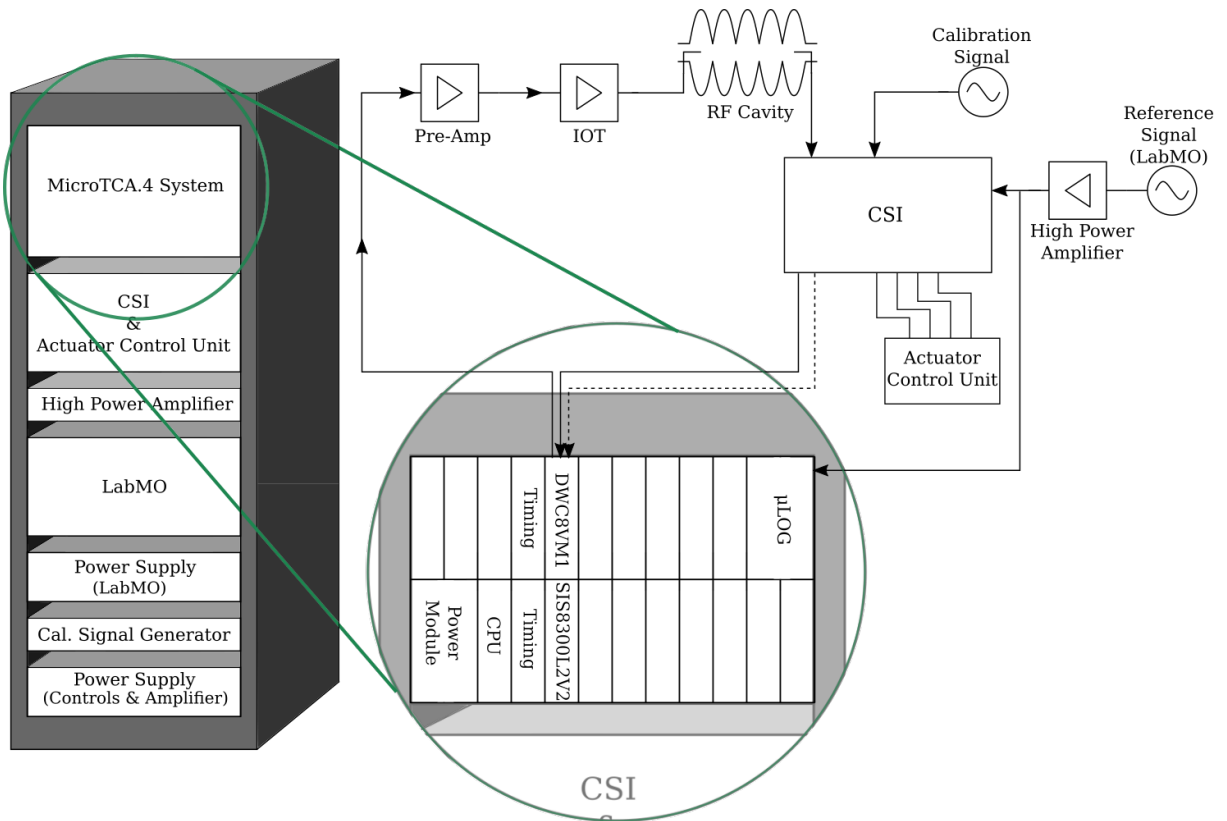 MicroTCA.4 System
CSI
&
Actuator Control Unit
High Power Amplifier
LabMO
Power Supply
(LabMO)
Cal. Signal Generator
Power Supply
(Controls & Amplifier)
Pre-Amp
IOT
RF Cavity
Calibration
Signal
Reference
Signal
(LabMO)
CSI
High Power
Amplifier
Actuator
Control Unit
Timing
DWC8VM1
μLOG
Power
Module
CPU
Timing
SIS8300L2V2
CSI